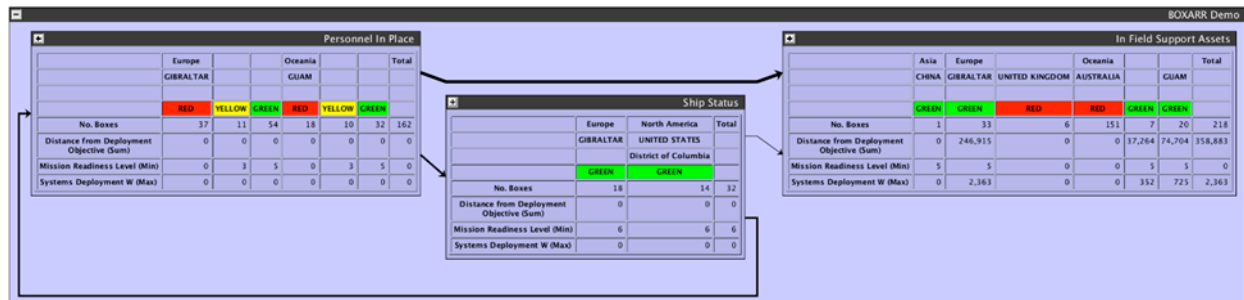 BOXARR Demo
Personnel In Place
Europe Oceania Total
GIBRALTAR GUAM
RED YELLOW GREEN RED YELLOW GREEN
No. Boxes 37 11 54 18 10 32 162
Distance from Deployment
Objective (Sum) 0 0 0 0 0 0 0
Mission Readiness Level (Min) 0 3 5 0 3 5 0
Systems Deployment W (Max) 0 0 0 0 0 0 0
Ship Status
Europe North America Total
GIBRALTAR UNITED STATES
District of Columbia
GREEN GREEN
No. Boxes 18 14 32
Distance from Deployment
Objective (Sum) 0 0 0
Mission Readiness Level (Min) 6 6 6
Systems Deployment W (Max) 0 0 0
In Field Support Assets
Asia Europe Oceania Total
CHINA GIBRALTAR UNITED KINGDOM AUSTRALIA GUAM
GREEN GREEN RED RED GREEN GREEN
No. Boxes 1 33 6 151 7 20 218
Distance from Deployment
Objective (Sum) 0 246,915 0 0 37,264 74,704 358,883
Mission Readiness Level (Min) 5 5 0 0 5 5 0
Systems Deployment W (Max) 0 2,363 0 0 352 725 2,363